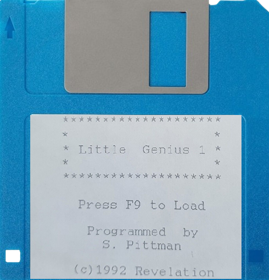 * * * * * * * * * * * * * * * *
*                *
* Little Genius 1 *
*                *
* * * * * * * * * * * * * * * *
Press F9 to Load
Programmed by
S. Pittman
(c)1992 Revelation